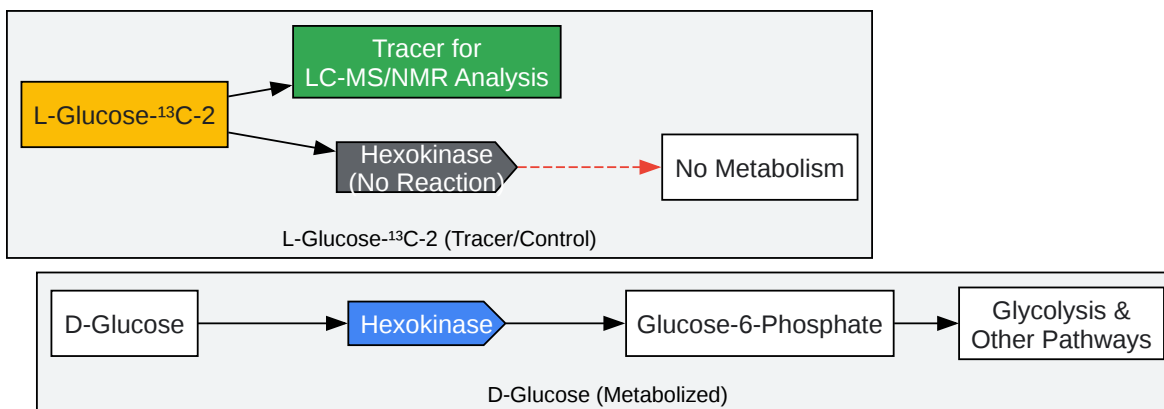 Tracer for
LC-MS/NMR Analysis
L-Glucose-¹³C-2
Hexokinase
(No Reaction)
No Metabolism
L-Glucose-¹³C-2 (Tracer/Control)
D-Glucose
Hexokinase
Glucose-6-Phosphate
Glycolysis &
Other Pathways
D-Glucose (Metabolized)